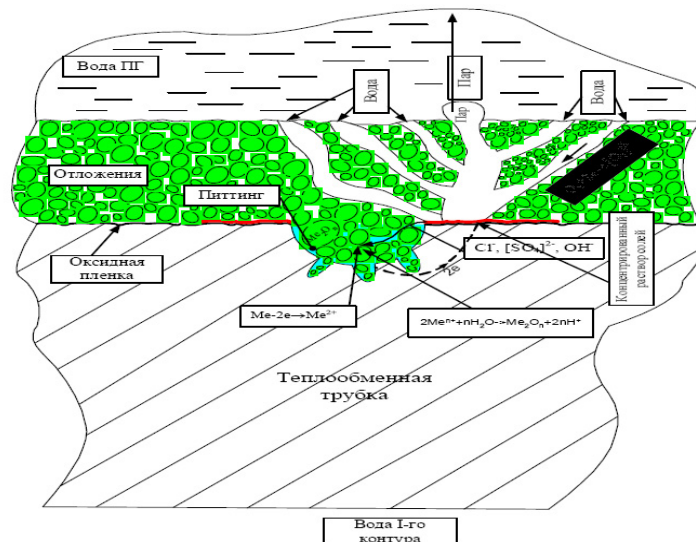 Вода ПГ
Пар
Вода
Пар
Вода
Отложения
Питтинг
Оксидная
пленка
Cl⁻, [SO₄]²⁻, OH⁻
2e
Концентрированный
раствор солей
Me-2e→Me²⁺
2Meⁿ⁺+nH₂O->Me₂Oₙ+2nH⁺
Теплообменная
трубка
Вода I-го
контура